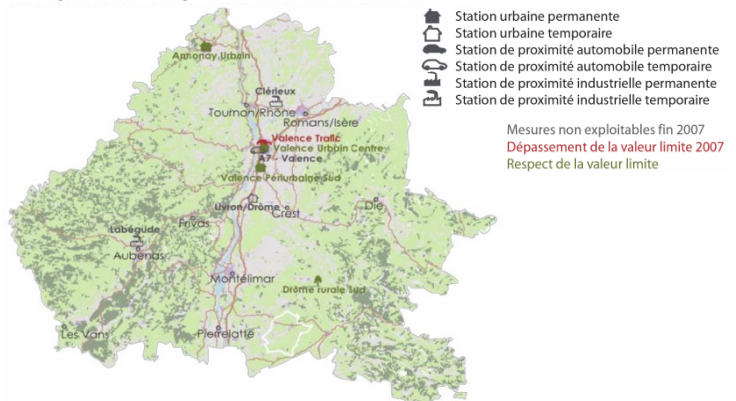 Station urbaine permanente
Station urbaine temporaire
Station de proximité automobile permanente
Station de proximité automobile temporaire
Station de proximité industrielle permanente
Station de proximité industrielle temporaire
Mesures non exploitables fin 2007
Dépassement de la valeur limite 2007
Respect de la valeur limite
Annonay Urbain
Clérieux
Tournon/Rhône
Romans/Isère
Valence Trafic
Valence Urbain Centre
A7 - Valence
Valence Périurbaine Sud
Livron/Drôme
Crest
Die
Privas
Labégude
Aubenas
Montélimar
Drôme rurale Sud
Les Vans
Pierrelatte